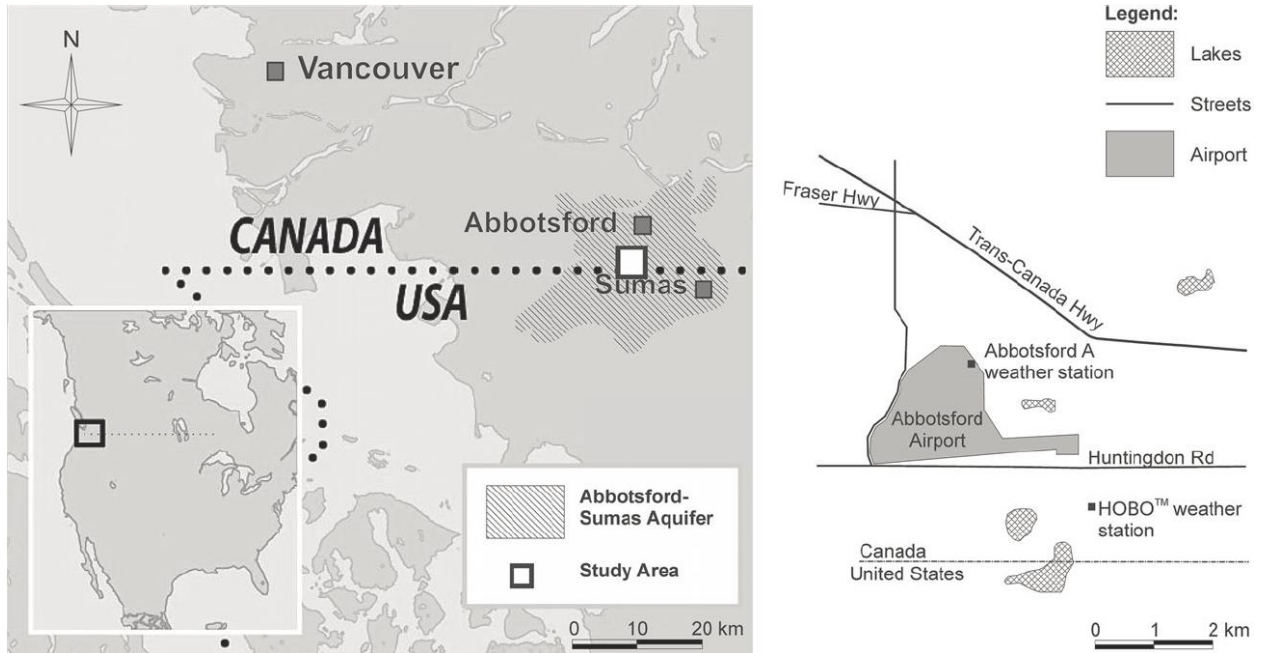 N
Vancouver
Abbotsford
CANADA
USA
Sumas
Abbotsford-
Sumas Aquifer
Study Area
0 10 20 km
Legend:
Lakes
Streets
Airport
Fraser Hwy
Trans-Canada Hwy
Abbotsford A
weather station
Abbotsford
Airport
Huntingdon Rd
HOBO™ weather
station
Canada
United States
0 1 2 km